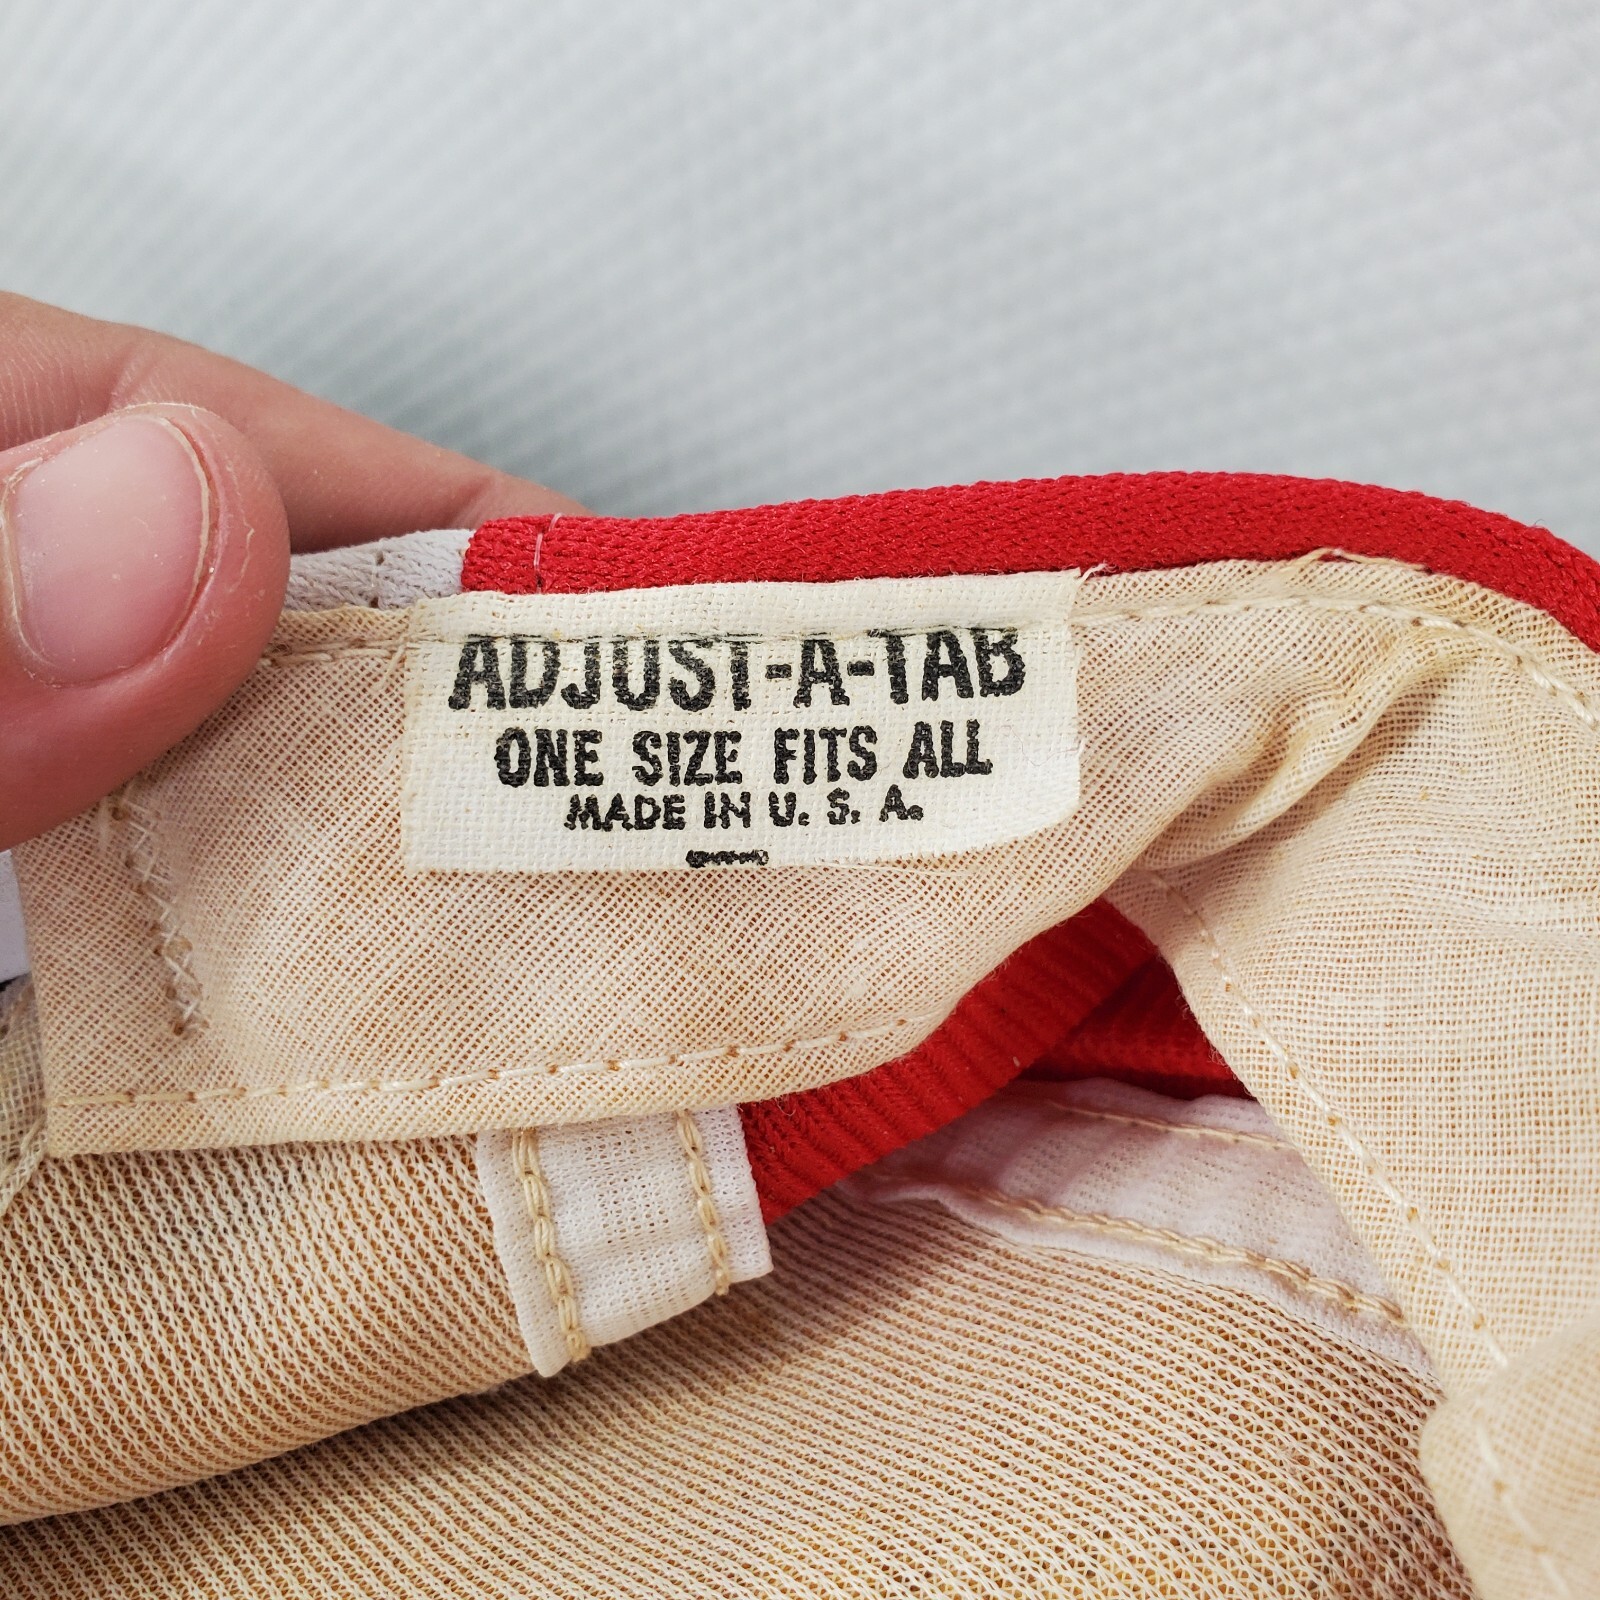 ADJUST-A-TAB
ONE SIZE FITS ALL
MADE IN U. S. A.